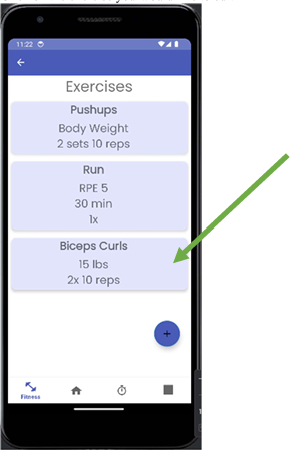 11:22
Exercises
Pushups
Body Weight
2 sets 10 reps
Run
RPE 5
30 min
1x
Biceps Curls
15 lbs
2x 10 reps
+
Fitness